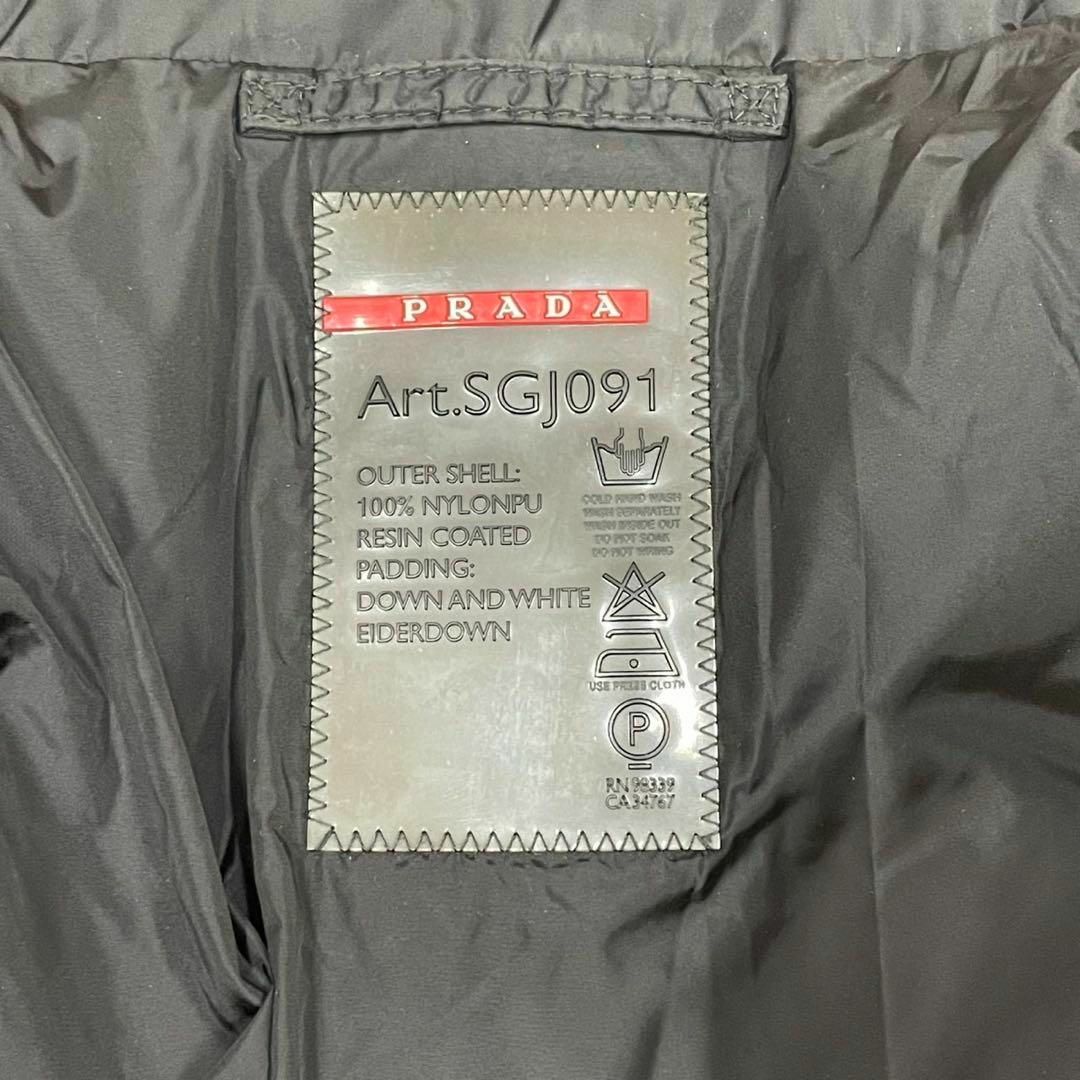 PRADA
Art.SGJ091
OUTER SHELL:
100% NYLONPU
RESIN COATED
PADDING:
DOWN AND WHITE
EIDERDOWN
COLD HAND WASH
WASH SEPARATELY
WASH INSIDE OUT
DO NOT SOAK
DO NOT WRING
USE PRESS CLOTH
P
RN 98339
CA 34767